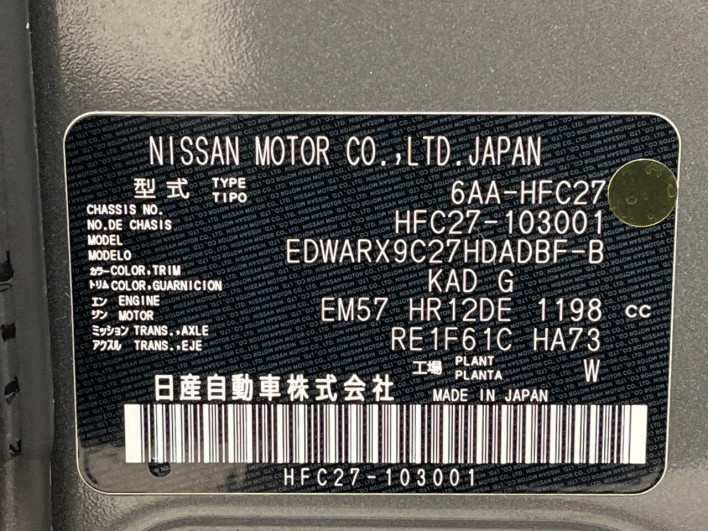 NISSAN MOTOR CO.,LTD.JAPAN
型式 TYPE TIPO 6AA-HFC27
CHASSIS NO.
NO.DE CHASIS HFC27-103001
MODEL
MODELO EDWARX9C27HDADBF-B
カラー COLOR,TRIM
トリム COLOR,GUARNICION KAD G
エン ENGINE
ジン MOTOR EM57 HR12DE 1198 cc
ミッション TRANS.,AXLE
アクスル TRANS.,EJE RE1F61C HA73
工場 PLANT PLANTA W
日産自動車株式会社 MADE IN JAPAN
HFC27-103001